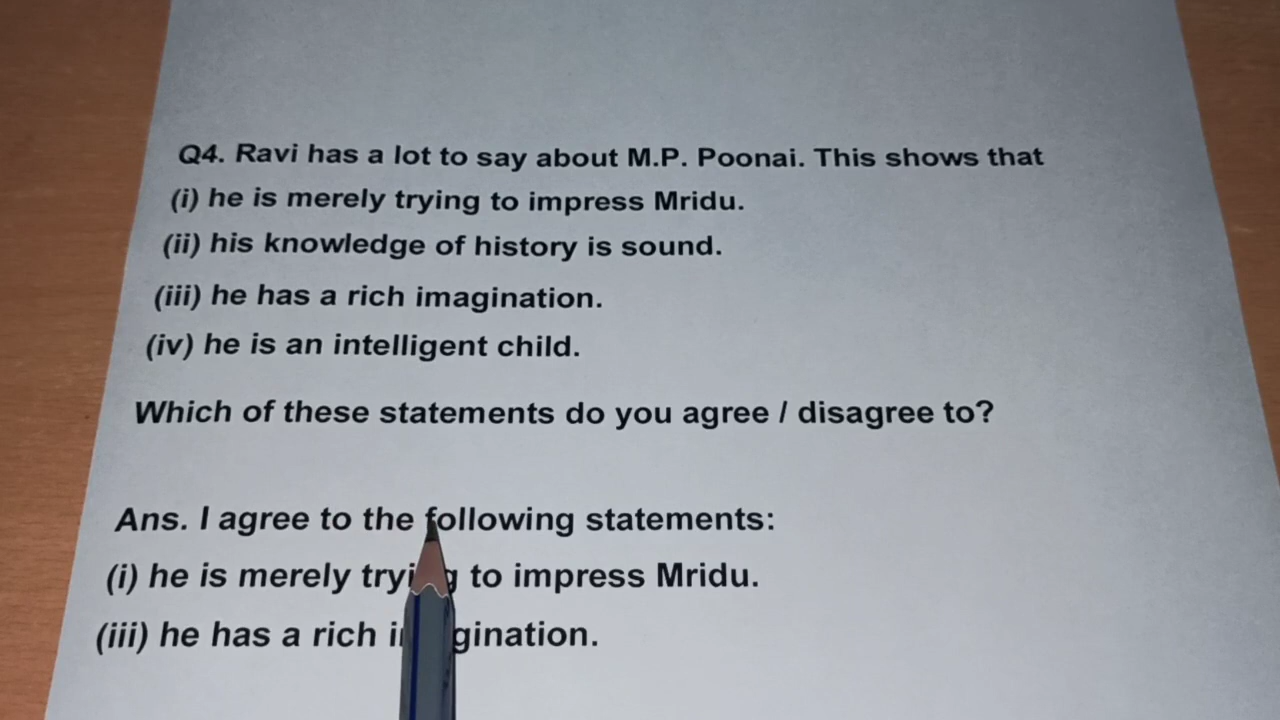 Q4. Ravi has a lot to say about M.P. Poonai. This shows that
(i) he is merely trying to impress Mridu.
(ii) his knowledge of history is sound.
(iii) he has a rich imagination.
(iv) he is an intelligent child.
Which of these statements do you agree / disagree to?
Ans. I agree to the following statements:
(i) he is merely trying to impress Mridu.
(iii) he has a rich imagination.